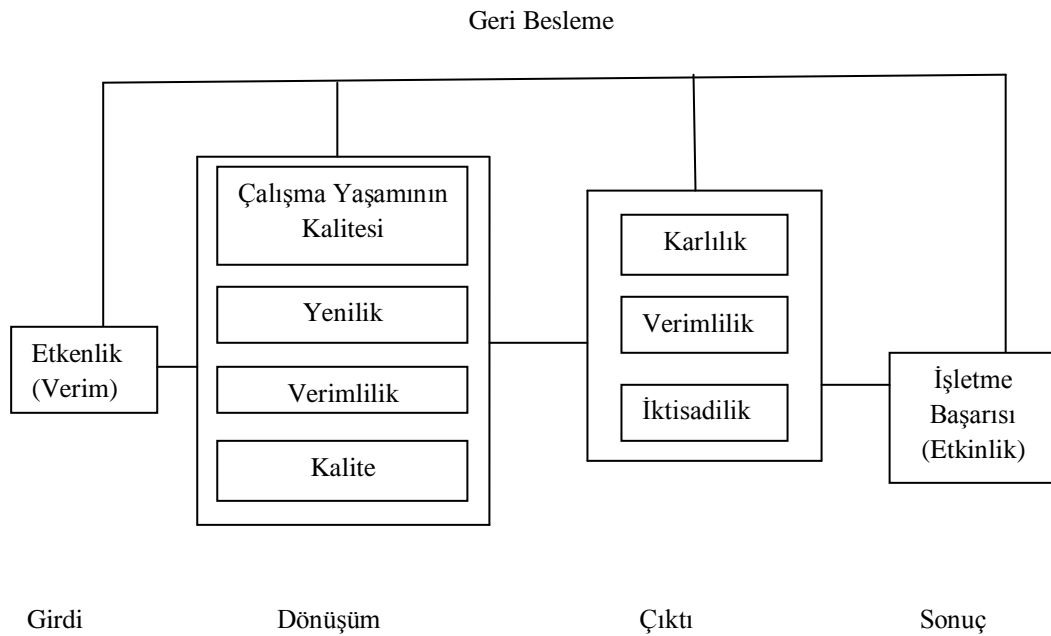 Geri Besleme
Etkenlik
(Verim)
Çalışma Yaşamının
Kalitesi
Yenilik
Verimlilik
Kalite
Karlılık
Verimlilik
İktisadilik
İşletme
Başarısı
(Etkinlik)
Girdi
Dönüşüm
Çıktı
Sonuç